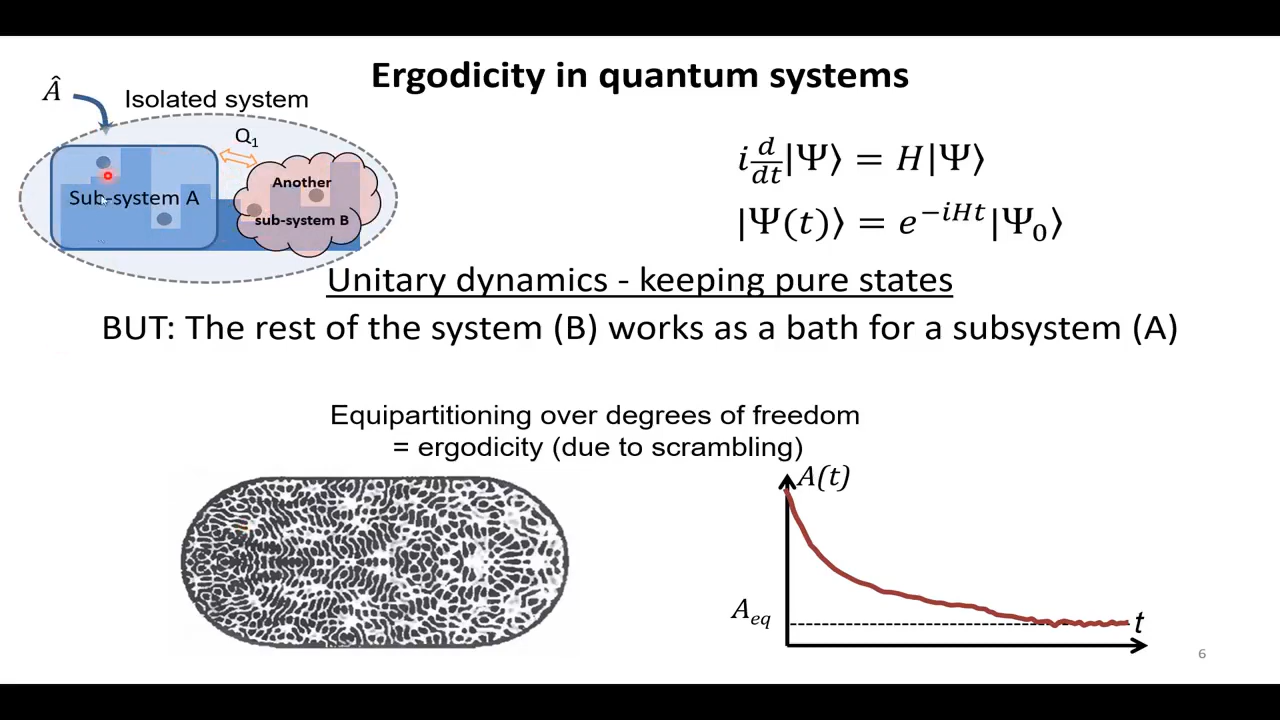 Ergodicity in quantum systems
Â
Isolated system
Q₁
Another
Sub-system A
sub-system B
i d/dt|Ψ⟩ = H|Ψ⟩
|Ψ(t)⟩ = e^{−iHt}|Ψ₀⟩
Unitary dynamics - keeping pure states
BUT: The rest of the system (B) works as a bath for a subsystem (A)
Equipartitioning over degrees of freedom
= ergodicity (due to scrambling)
A(t)
A_{eq}
t
6